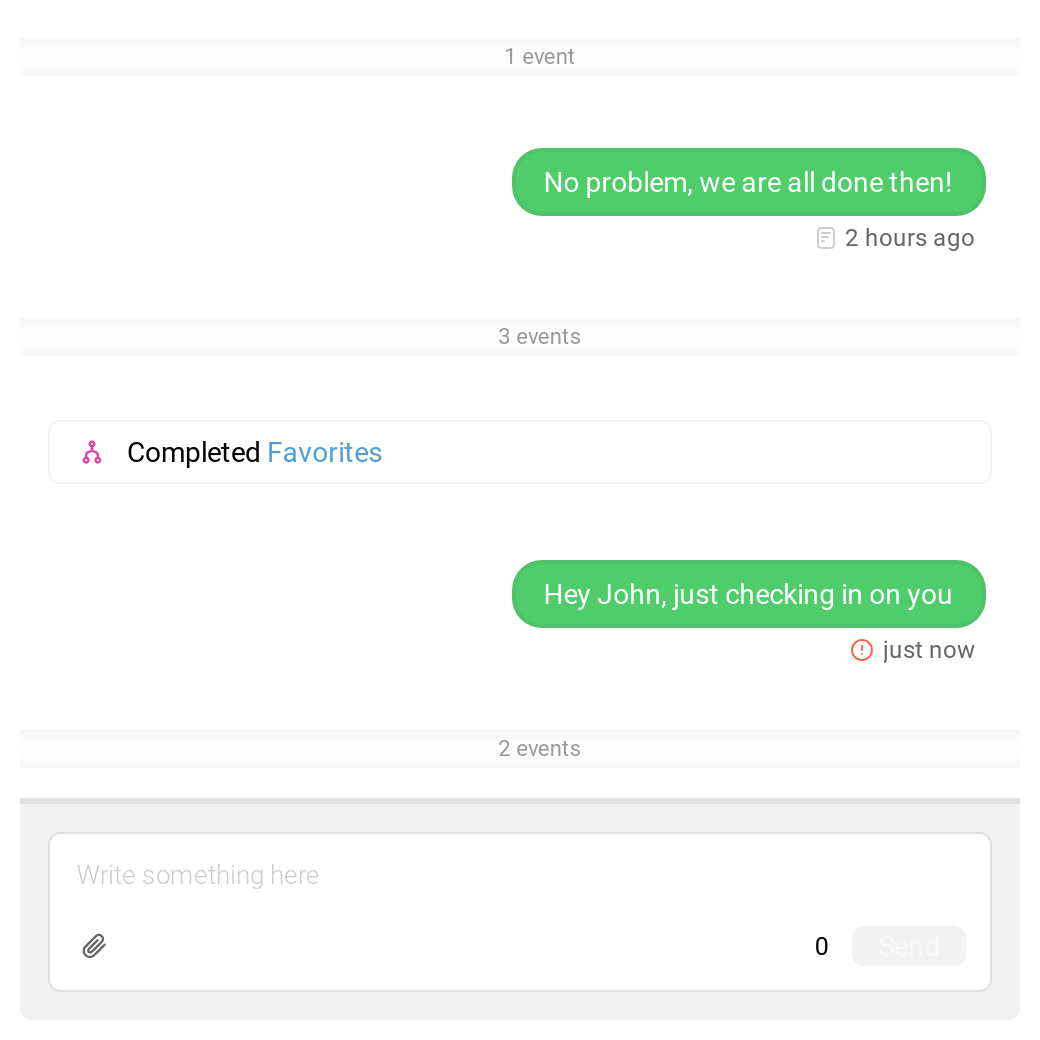 1 event
No problem, we are all done then!
2 hours ago
3 events
Completed Favorites
Hey John, just checking in on you
just now
2 events
Write something here
0 Send